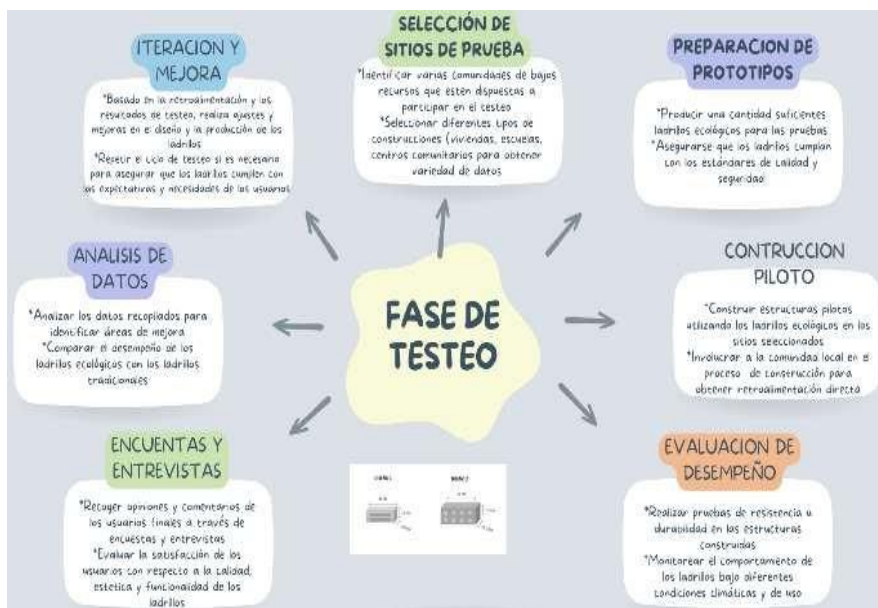 FASE DE
TESTEO
SELECCIÓN DE
SITIOS DE PRUEBA
*Identificar varias comunidades de bajos
recursos que esten dispuestas a
participar en el testeo
*Seleccionar diferentes tipos de
construcciones (viviendas, escuelas,
centros comunitarios para obtener
variedad de datos
PREPARACION DE
PROTOTIPOS
*Producir una cantidad suficientes
ladrilos ecológicos para las pruebas
*Asegurarse que los ladrilos cumplan
con los estándares de calidad y
seguridad
CONTRUCCION
PILOTO
*Construir estructuras pilotos
utilizando los ladrilos ecológicos en los
sitios seleccionados
*Involucrar a la comunidad local en el
proceso de construcción para
obtener retroalimentación directa
EVALUACION DE
DESEMPEÑO
*Realizar pruebas de resistencia u
durabilidad en las estructuras
construidas
*Monitorear el comportamiento de
los ladrilos bajo diferentes
condiciones climáticas y de uso
ENCUENTAS Y
ENTREVISTAS
*Recoger opiniones y comentarios de
los usuarios finales a través de
encuestas y entrevistas
*Evaluar la satisfacción de los
usuarios con respecto a la calidad,
estetica y funcionalidad de los
ladrilos
ANALISIS DE
DATOS
*Analizar los datos recopilados para
identificar áreas de mejora
*Comparar el desempeño de los
ladrilos ecológicos con los ladrilos
tradicionales
ITERACION Y
MEJORA
*Basado en la retroalimentación y los
resultados de testeo, realiza ajustes y
mejoras en el diseño y la producción de los
ladrilos
*Repetir el ciclo de testeo si es necesario
para asegurar que los ladrilos cumplen con
las expectativas y necesidades de los usuarios